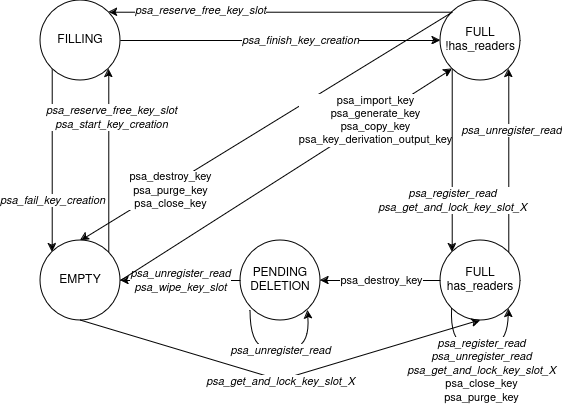 psa_reserve_free_key_slot
FILLING
psa_finish_key_creation
FULL
!has_readers
psa_reserve_free_key_slot
psa_start_key_creation
psa_import_key
psa_generate_key
psa_copy_key
psa_key_derivation_output_key
psa_unregister_read
psa_fail_key_creation
psa_destroy_key
psa_purge_key
psa_close_key
psa_register_read
psa_get_and_lock_key_slot_X
EMPTY
psa_unregister_read
psa_wipe_key_slot
PENDING
DELETION
psa_destroy_key
FULL
has_readers
psa_unregister_read
psa_get_and_lock_key_slot_X
psa_register_read
psa_unregister_read
psa_get_and_lock_key_slot_X
psa_close_key
psa_purge_key